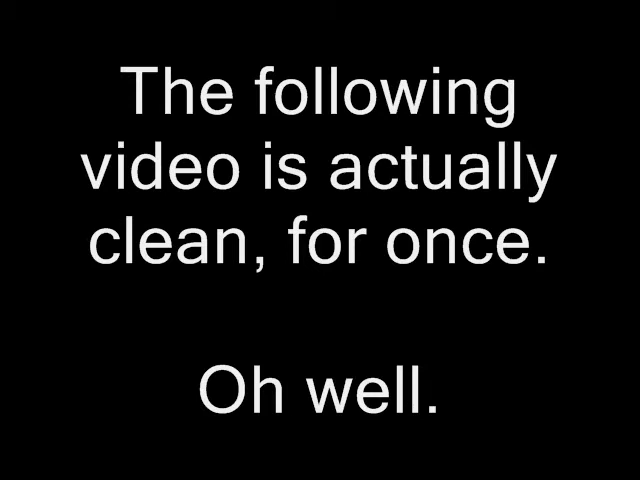 The following
video is actually
clean, for once.
Oh well.